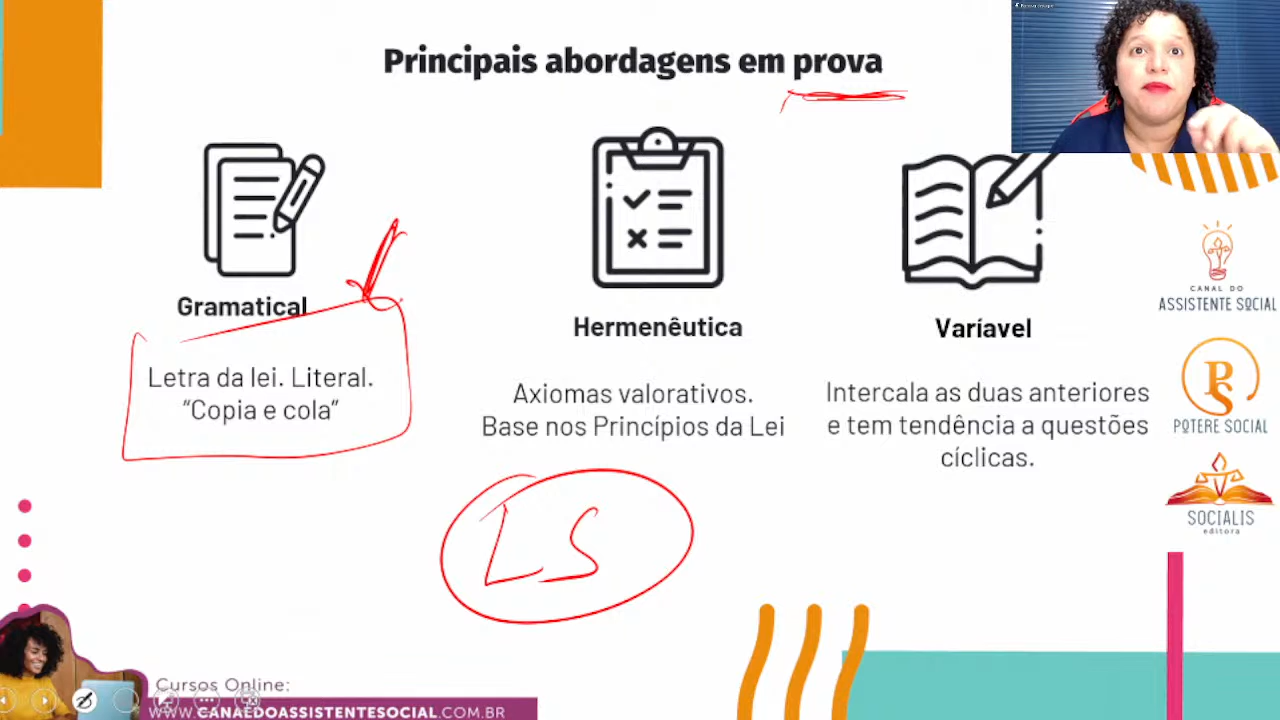 Principais abordagens em prova
Gramatical
Letra da lei. Literal.
“Copia e cola”
Hermenêutica
Axiomas valorativos.
Base nos Princípios da Lei
Varíavel
Intercala as duas anteriores
e tem tendência a questões
cíclicas.
LS
CANAL DO
ASSISTENTE SOCIAL
PS
POTERE SOCIAL
SOCIALIS
editora
Cursos Online:
WWW.CANALDOASSISTENTESOCIAL.COM.BR